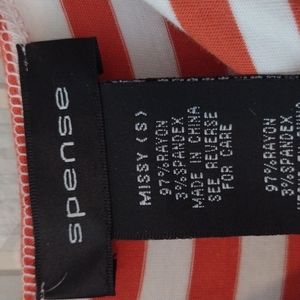 spense
MISSY (S)
97%RAYON
3%SPANDEX
MADE IN CHINA
SEE REVERSE
FOR CARE
97%RAYON
3%SPANDEX